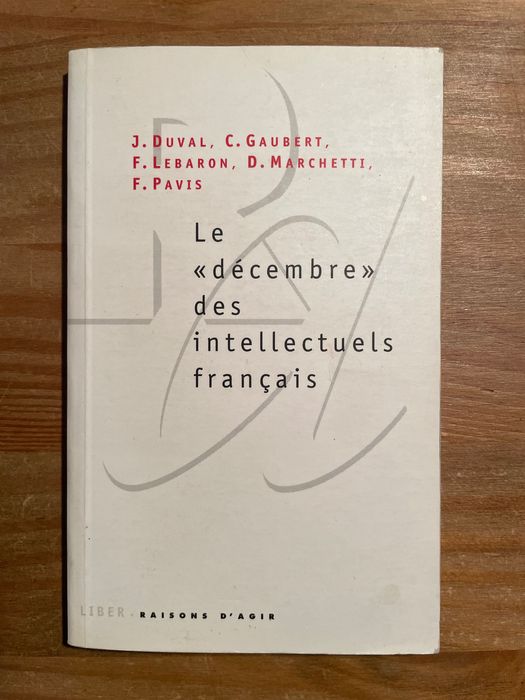 J. DUVAL, C. GAUBERT,
F. LEBARON, D. MARCHETTI,
F. PAVIS
Le
«décembre»
des
intellectuels
français
LIBER - RAISONS D'AGIR